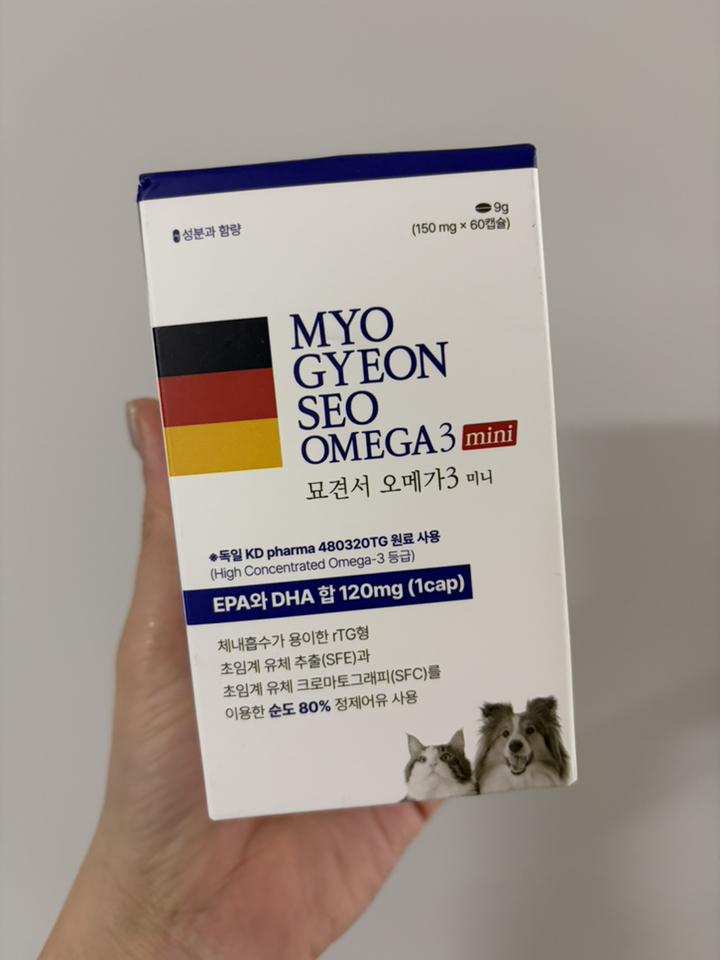 성분과 함량
9g
(150 mg × 60캡슐)
MYO
GYEON
SEO
OMEGA3 mini
묘견서 오메가3 미니
※독일 KD pharma 480320TG 원료 사용
(High Concentrated Omega-3 등급)
EPA와 DHA 합 120mg (1cap)
체내흡수가 용이한 rTG형
초임계 유체 추출(SFE)과
초임계 유체 크로마토그래피(SFC)를
이용한 순도 80% 정제어유 사용